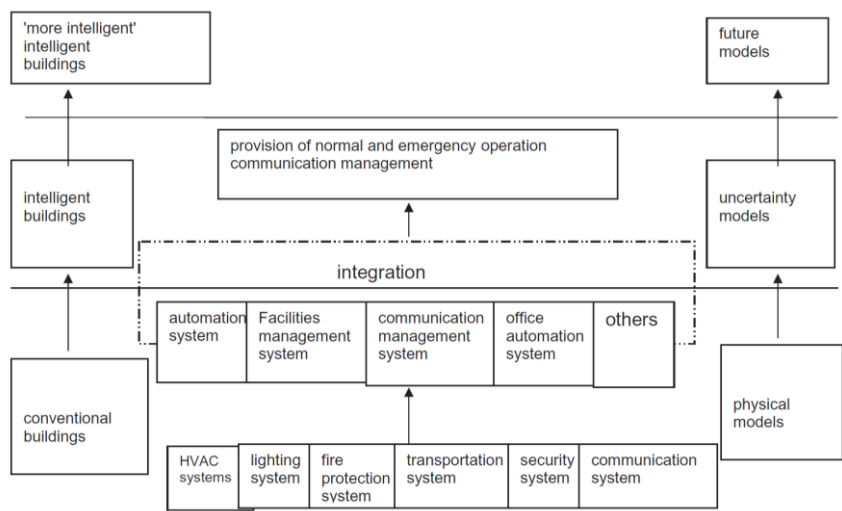 'more intelligent'
intelligent
buildings
future
models
provision of normal and emergency operation
communication management
intelligent
buildings
uncertainty
models
integration
automation
system
Facilities
management
system
communication
management
system
office
automation
system
others
conventional
buildings
physical
models
HVAC
systems
lighting
system
fire
protection
system
transportation
system
security
system
communication
system